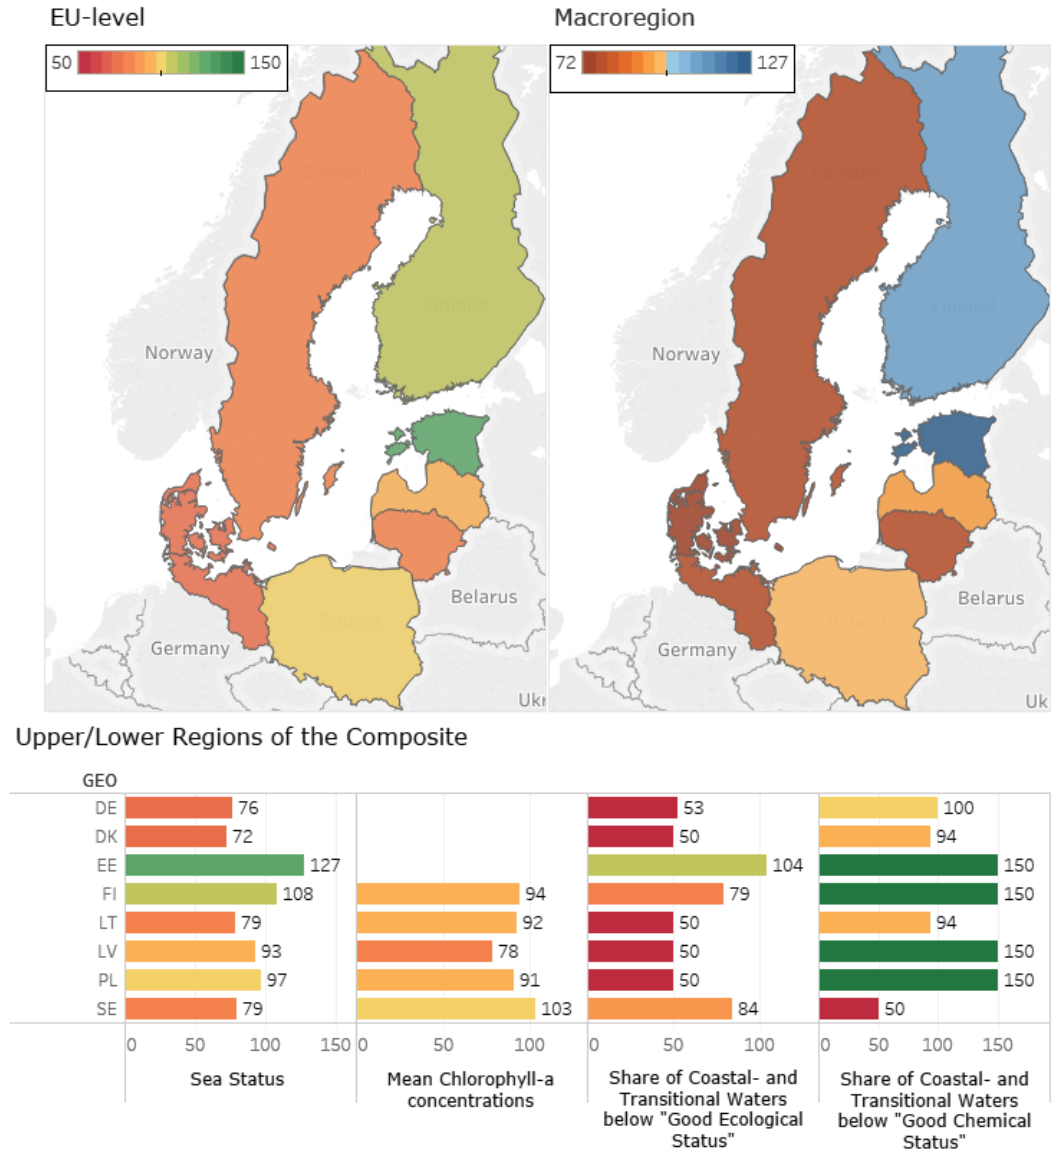 EU-level
Macroregion
50
150
72
127
Sweden
Sweden
Finland
Finland
Norway
Norway
Belarus
Belarus
Poland
Poland
Germany
Germany
Ukr
Uk
Upper/Lower Regions of the Composite
GEO
DE 76 53 100
DK 72 50 94
EE 127 104 150
FI 108 94 79 150
LT 79 92 50 94
LV 93 78 50 150
PL 97 91 50 150
SE 79 103 84 50
0 50 100 150 0 50 100 0 50 100 0 50 100 150
Sea Status
Mean Chlorophyll-a
concentrations
Share of Coastal- and
Transitional Waters
below "Good Ecological
Status"
Share of Coastal- and
Transitional Waters
below "Good Chemical
Status"